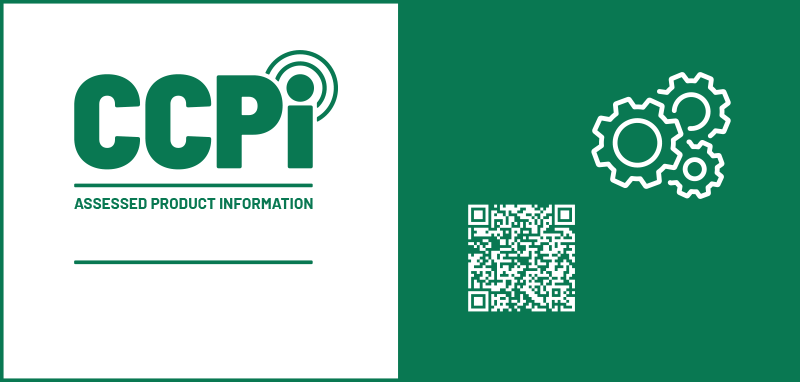 CCPi
ASSESSED PRODUCT INFORMATION